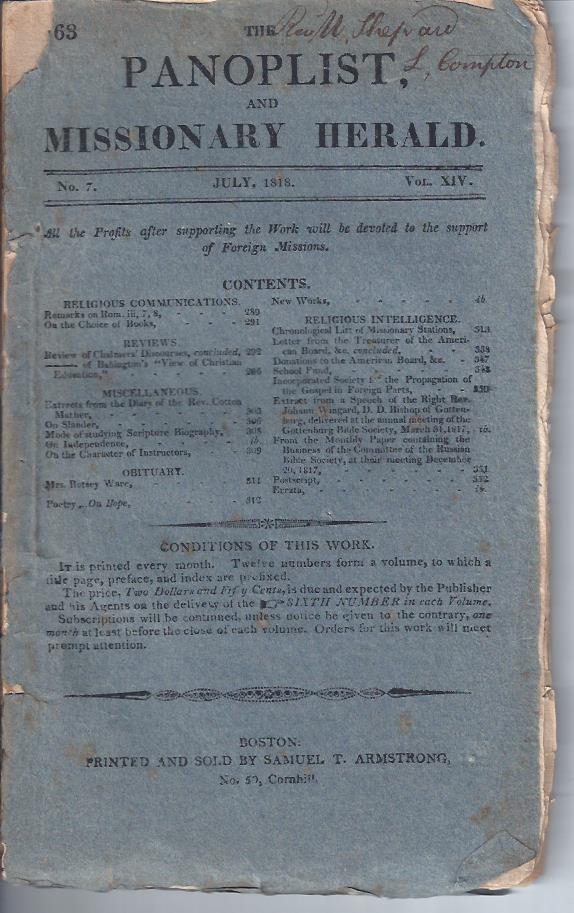 63
THE Rev M. Shepard
PANOPLIST, L, Compton
AND
MISSIONARY HERALD.
No. 7. JULY, 1818. VOL. XIV.
All the Profits after supporting the Work will be devoted to the support
of Foreign Missions.
CONTENTS.
RELIGIOUS COMMUNICATIONS.
Remarks on Rom. iii, 7, 8, - - - 289
On the Choice of Books, - - - 291
REVIEWS.
Review of Chalmers' Discourses, concluded, 292
——— of Babington's "View of Christian
Education," - - - 296
MISCELLANEOUS.
Extracts from the Diary of the Rev. Cotton
Mather, - - -
On Slander, - - - 306
Mode of studying Scripture Biography, - 308
On Independence, - - - ib.
On the Character of Instructors, - - 309
OBITUARY.
Mrs. Betsey Ware, - - - 311
Poetry...On Hope, - - - 312
New Works, - - - - ib.
RELIGIOUS INTELLIGENCE.
Chronological List of Missionary Stations, 313
Letter from the Treasurer of the Ameri-
can Board, &c. concluded, - - 338
Donations to the American Board, &c. - 347
School Fund, - - - 348
Incorporated Society for the Propagation of
the Gospel in Foreign Parts, - - 350
Extract from a Speech of the Right Rev.
Johan Wingard, D. D. Bishop of Gotten-
burg, delivered at the annual meeting of the
Gottenburg Bible Society, March 31, 1817, ib.
From the Monthly Paper containing the
Business of the Committee of the Russian
Bible Society, at their meeting December
20, 1817, - - - 351
Postscript, - - - 352
Errata, - - - ib.
CONDITIONS OF THIS WORK.
IT is printed every month. Twelve numbers form a volume, to which a
title page, preface, and index are prefixed.
The price, Two Dollars and Fifty Cents, is due and expected by the Publisher
and his Agents on the delivery of the ☞ SIXTH NUMBER in each Volume.
Subscriptions will be continued, unless notice be given to the contrary, one
month at least before the close of each volume. Orders for this work will meet
prompt attention.
BOSTON:
PRINTED AND SOLD BY SAMUEL T. ARMSTRONG,
No. 50, Cornhill.